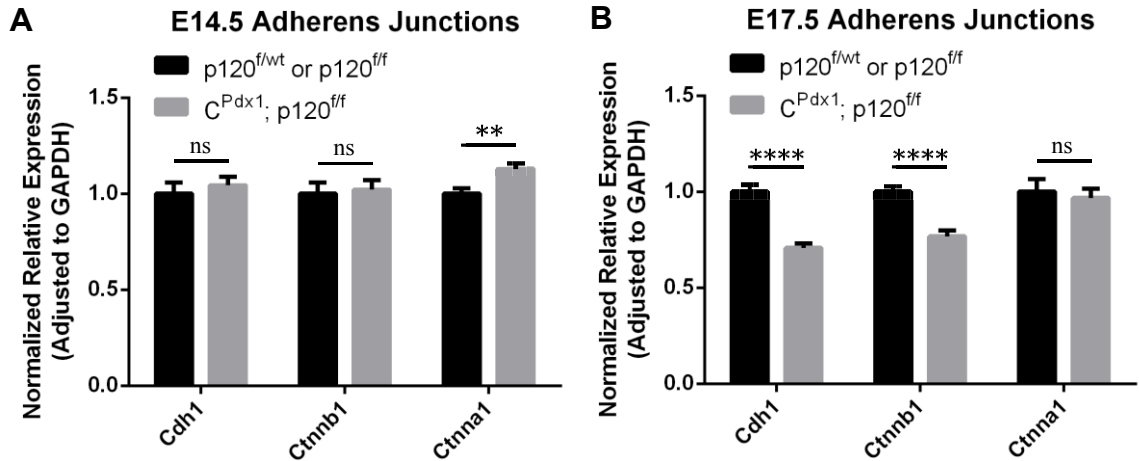 A
E14.5 Adherens Junctions
p120f/wt or p120f/f
CPdx1; p120f/f
Normalized Relative Expression
(Adjusted to GAPDH)
1.5
1.0
0.5
0.0
ns
ns
**
Cdh1
Ctnnb1
Ctnna1
B
E17.5 Adherens Junctions
p120f/wt or p120f/f
CPdx1; p120f/f
Normalized Relative Expression
(Adjusted to GAPDH)
1.5
1.0
0.5
0.0
****
****
ns
Cdh1
Ctnnb1
Ctnna1